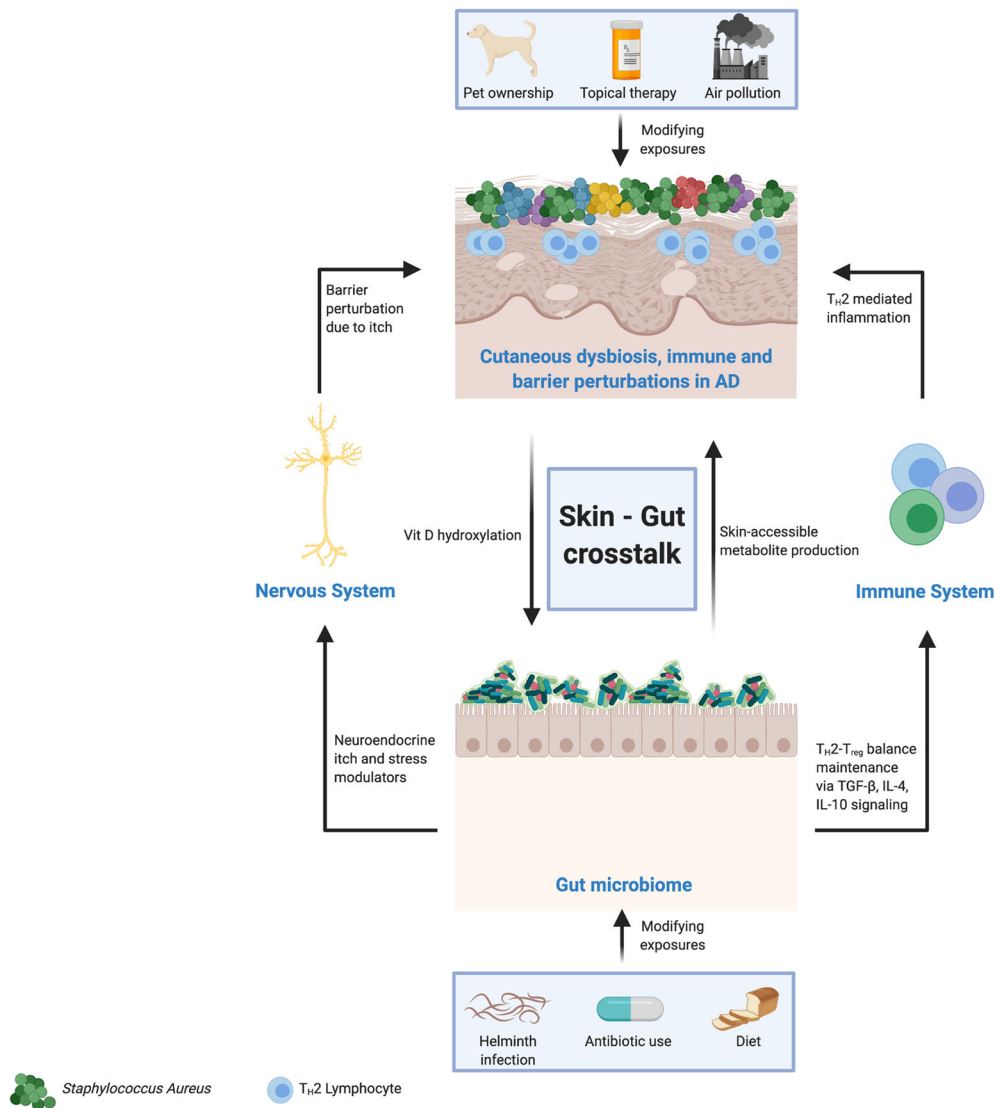 Rx
Pet ownership
Topical therapy
Air pollution
Modifying
exposures
Barrier
perturbation
due to itch
TH2 mediated
inflammation
Cutaneous dysbiosis, immune and
barrier perturbations in AD
Vit D hydroxylation
Skin - Gut
crosstalk
Skin-accessible
metabolite production
Nervous System
Immune System
Neuroendocrine
itch and stress
modulators
TH2-Treg balance
maintenance
via TGF-β, IL-4,
IL-10 signaling
Gut microbiome
Modifying
exposures
Helminth
infection
Antibiotic use
Diet
Staphylococcus Aureus
TH2 Lymphocyte